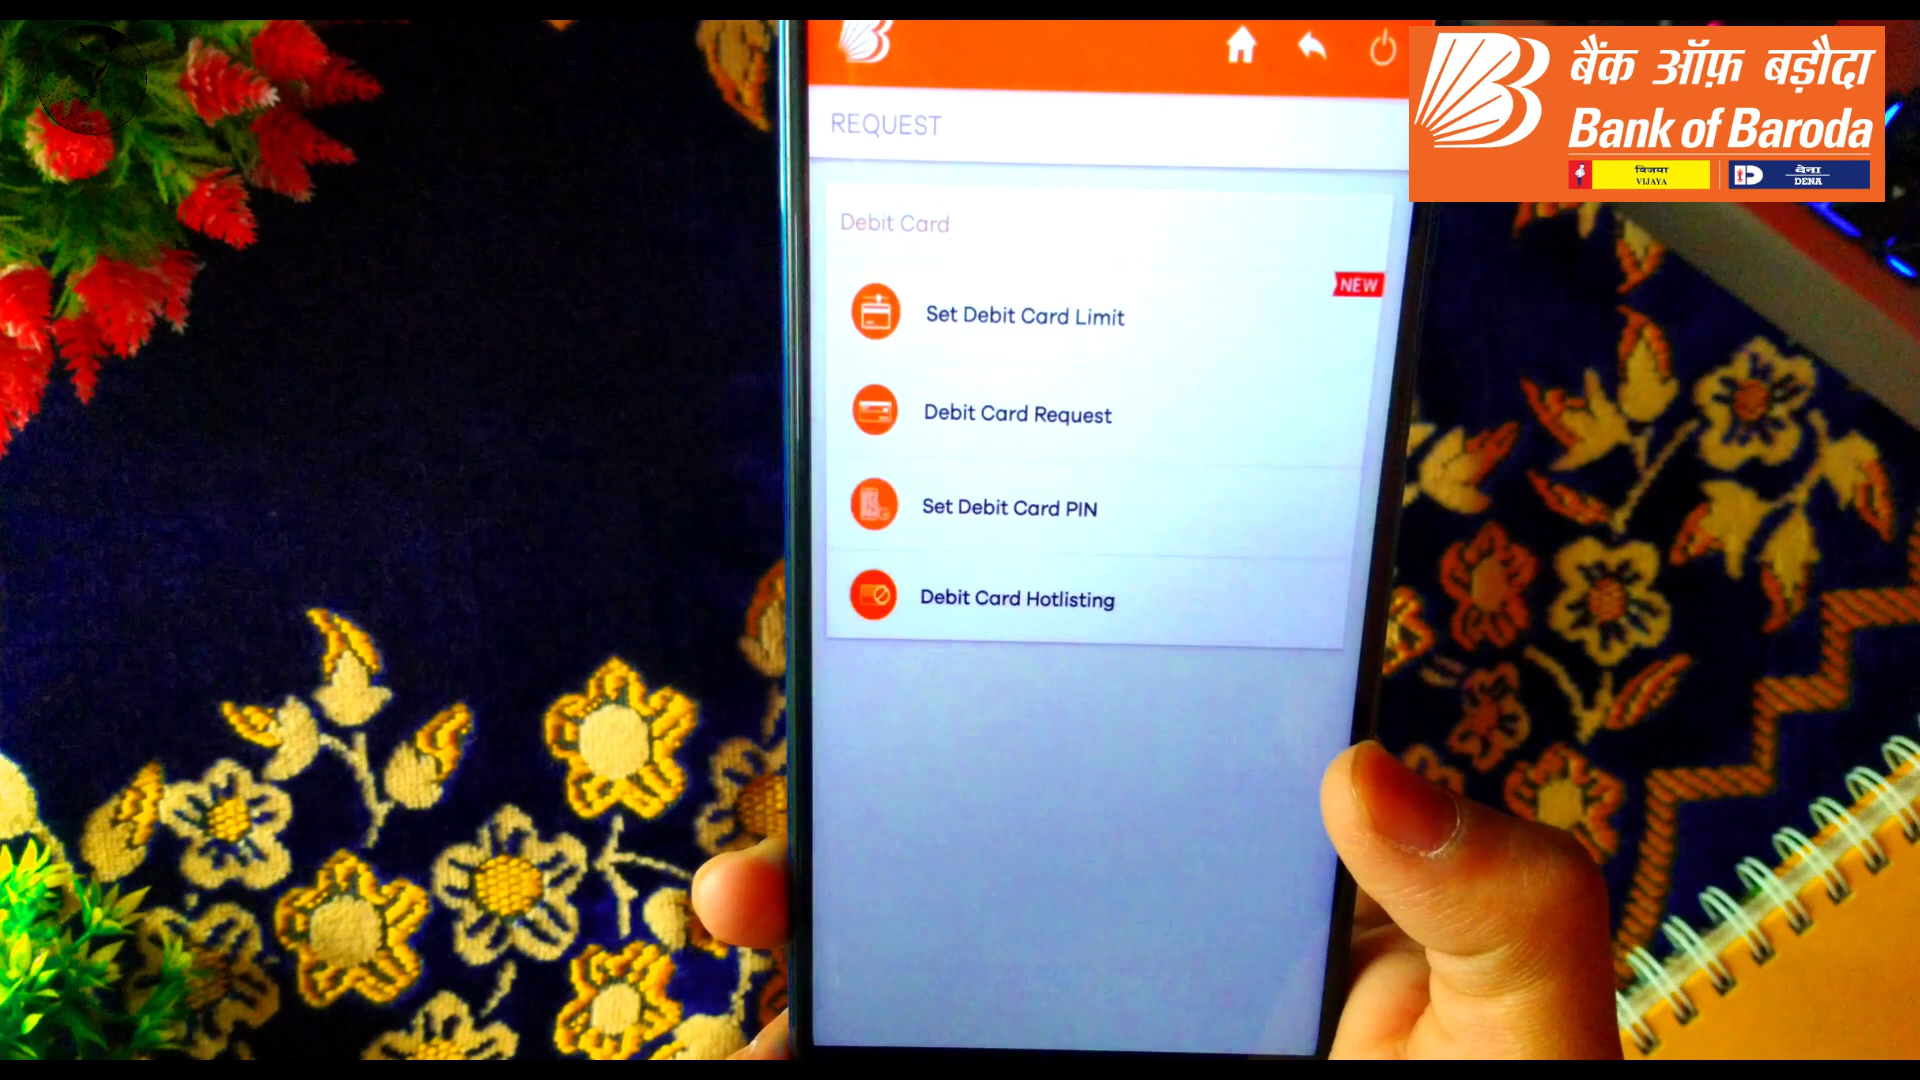 REQUEST
Debit Card
NEW
Set Debit Card Limit
Debit Card Request
Set Debit Card PIN
Debit Card Hotlisting
बैंक ऑफ़ बड़ौदा
Bank of Baroda
विजया
VIJAYA
देना
DENA